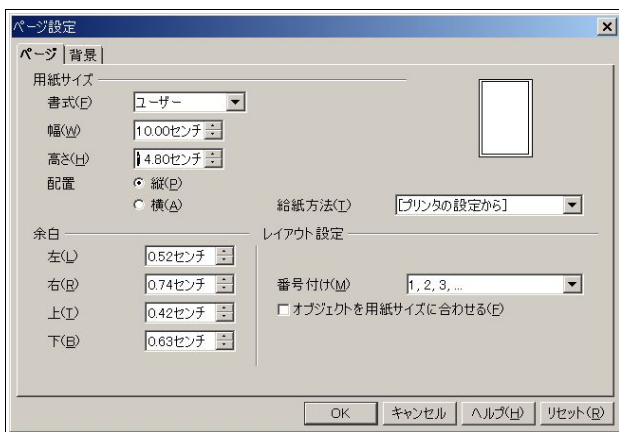 ページ設定
ページ 背景
用紙サイズ
書式(F) ユーザー
幅(W) 10.00センチ
高さ(H) 14.80センチ
配置 縦(P)
横(A) 給紙方法(T) [プリンタの設定から]
余白 レイアウト設定
左(L) 0.52センチ
右(R) 0.74センチ 番号付け(M) 1, 2, 3, ...
上(T) 0.42センチ オブジェクトを用紙サイズに合わせる(F)
下(B) 0.63センチ
OK キャンセル ヘルプ(H) リセット(R)